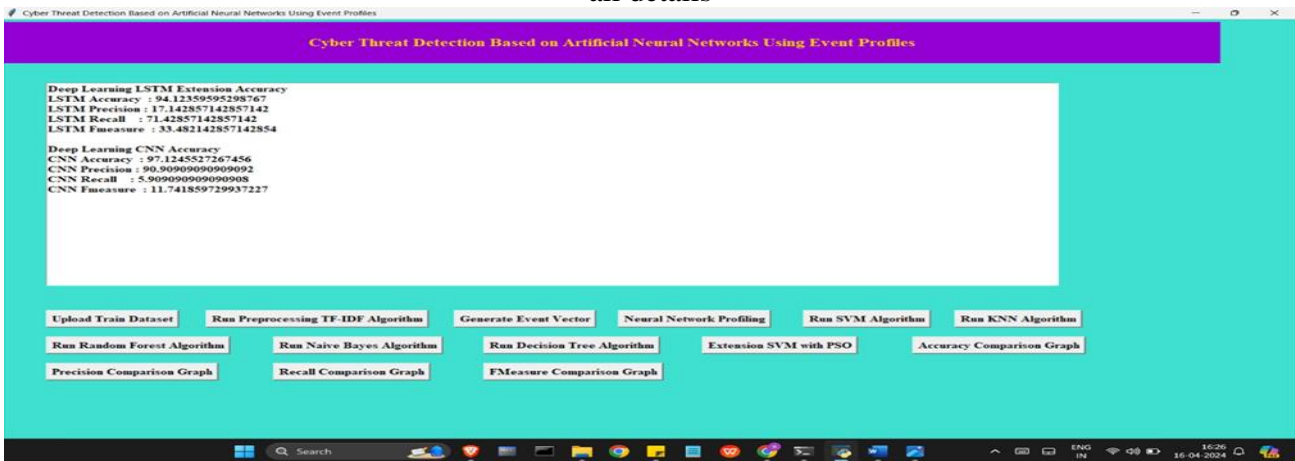 an details
Cyber Threat Detection Based on Artificial Neural Networks Using Event Profiles
Cyber Threat Detection Based on Artificial Neural Networks Using Event Profiles
Deep Learning LSTM Extension Accuracy
LSTM Accuracy : 94.12359595298767
LSTM Precision : 17.142857142857142
LSTM Recall : 71.42857142857142
LSTM Fmeasure : 33.482142857142854
Deep Learning CNN Accuracy
CNN Accuracy : 97.1245527267456
CNN Precision : 90.90909090909092
CNN Recall : 5.909090909090908
CNN Fmeasure : 11.741859729937227
Upload Train Dataset Run Preprocessing TF-IDF Algorithm Generate Event Vector Neural Network Profiling Run SVM Algorithm Run KNN Algorithm
Run Random Forest Algorithm Run Naive Bayes Algorithm Run Decision Tree Algorithm Extension SVM with PSO Accuracy Comparison Graph
Precision Comparison Graph Recall Comparison Graph FMeasure Comparison Graph
Search ENG IN 16:26 16-04-2024